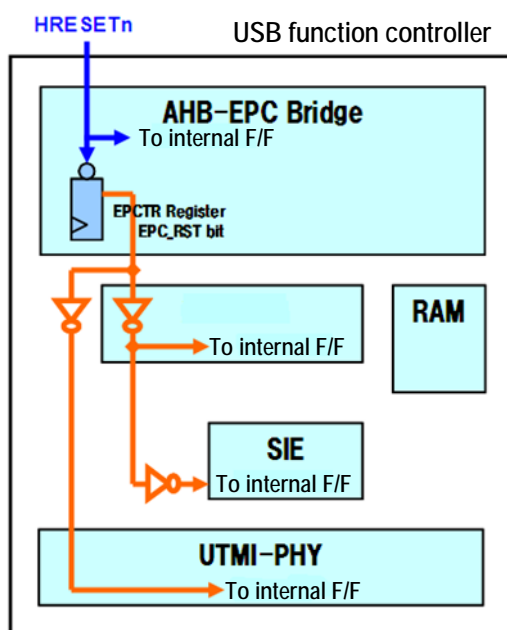 HRESETn
USB function controller
AHB-EPC Bridge
To internal F/F
EPCTR Register
EPC_RST bit
To internal F/F
RAM
SIE
To internal F/F
UTMI-PHY
To internal F/F